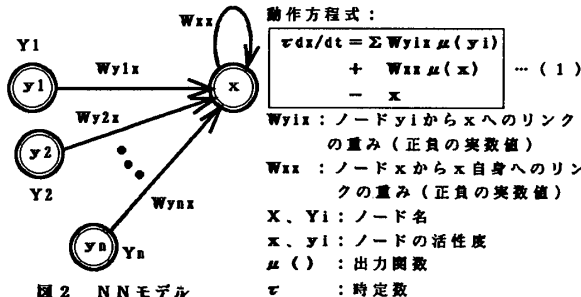 Wxx
Y1
y1
Wy1x
x
Wy2x
y2
Y2
Wynx
yn
Yn
図2 NNモデル
動作方程式:
τdx/dt=ΣWyixμ(yi)
+ Wxxμ(x) …(1)
− x
Wyix:ノードyiからxへのリンク
の重み(正負の実数値)
Wxx :ノードxからx自身へのリン
クの重み(正負の実数値)
X、Yi:ノード名
x、yi:ノードの活性度
μ() :出力関数
τ :時定数